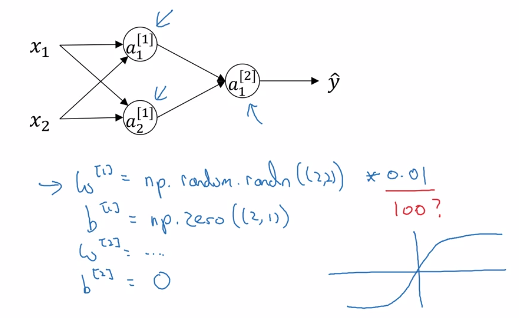 x₁ a₁^[1]
a₁^[2] ŷ
x₂ a₂^[1]
→ W^[1] = np.random.randn((2,2)) * 0.01
100?
b^[1] = np.zero((2,1))
W^[2] = ...
b^[2] = 0